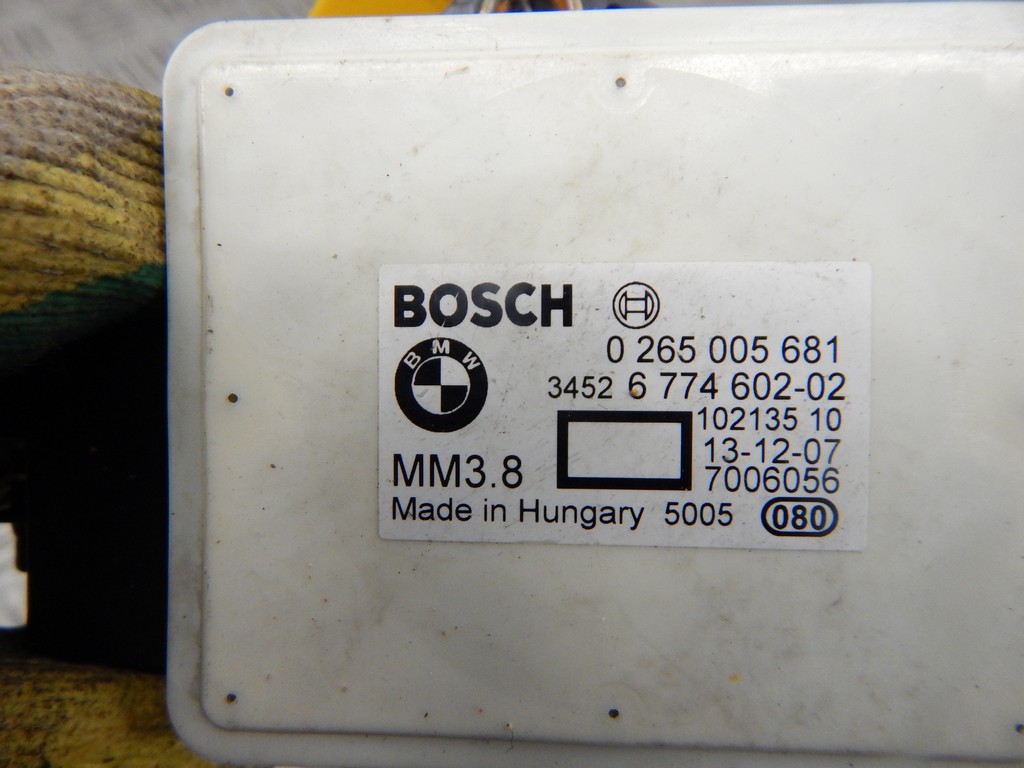 BOSCH
0 265 005 681
BMW
3452 6 774 602-02
102135 10
13-12-07
MM3.8
7006056
Made in Hungary 5005 080